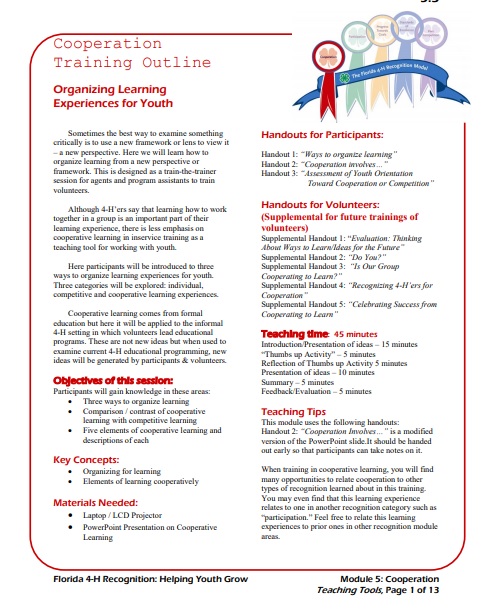 Cooperation
Training Outline
Organizing Learning
Experiences for Youth
Sometimes the best way to examine something
critically is to use a new framework or lens to view it
– a new perspective. Here we will learn how to
organize learning from a new perspective or
framework. This is designed as a train-the-trainer
session for agents and program assistants to train
volunteers.
Although 4-H'ers say that learning how to work
together in a group is an important part of their
learning experience, there is less emphasis on
cooperative learning in inservice training as a
teaching tool for working with youth.
Here participants will be introduced to three
ways to organize learning experiences for youth.
Three categories will be explored: individual,
competitive and cooperative learning experiences.
Cooperative learning comes from formal
education but here it will be applied to the informal
4-H setting in which volunteers lead educational
programs. These are not new ideas but when used to
examine current 4-H educational programming, new
ideas will be generated by participants & volunteers.
Objectives of this session:
Participants will gain knowledge in these areas:
• Three ways to organize learning
• Comparison / contrast of cooperative
learning with competitive learning
• Five elements of cooperative learning and
descriptions of each
Key Concepts:
• Organizing for learning
• Elements of learning cooperatively
Materials Needed:
• Laptop / LCD Projector
• PowerPoint Presentation on Cooperative
Learning
The Florida 4-H Recognition Model
Handouts for Participants:
Handout 1: "Ways to organize learning"
Handout 2: "Cooperation involves…"
Handout 3: "Assessment of Youth Orientation
Toward Cooperation or Competition"
Handouts for Volunteers:
(Supplemental for future trainings of
volunteers)
Supplemental Handout 1: "Evaluation: Thinking
About Ways to Learn/Ideas for the Future"
Supplemental Handout 2: "Do You?"
Supplemental Handout 3: "Is Our Group
Cooperating to Learn?"
Supplemental Handout 4: "Recognizing 4-H'ers for
Cooperation"
Supplemental Handout 5: "Celebrating Success from
Cooperating to Learn"
Teaching time: 45 minutes
Introduction/Presentation of ideas – 15 minutes
"Thumbs up Activity" – 5 minutes
Reflection of Thumbs up Activity 5 minutes
Presentation of ideas – 10 minutes
Summary – 5 minutes
Feedback/Evaluation – 5 minutes
Teaching Tips
This module uses the following handouts:
Handout 2: "Cooperation Involves…" is a modified
version of the PowerPoint slide.It should be handed
out early so that participants can take notes on it.
When training in cooperative learning, you will find
many opportunities to relate cooperation to other
types of recognition learned about in this training.
You may even find that this learning experience
relates to one in another recognition category such as
"participation." Feel free to relate this learning
experiences to prior ones in other recognition module
areas.
Florida 4-H Recognition: Helping Youth Grow
Module 5: Cooperation
Teaching Tools, Page 1 of 13